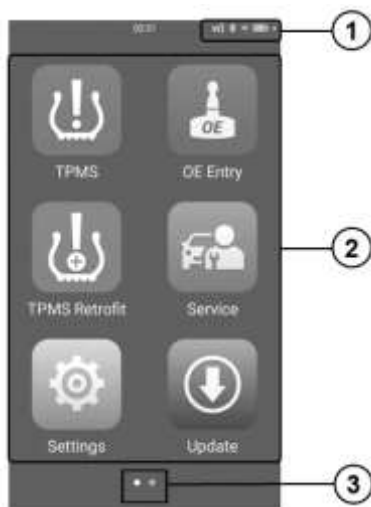 1
TPMS
OE
OE Entry
2
TPMS Retrofit
Service
Settings
Update
3